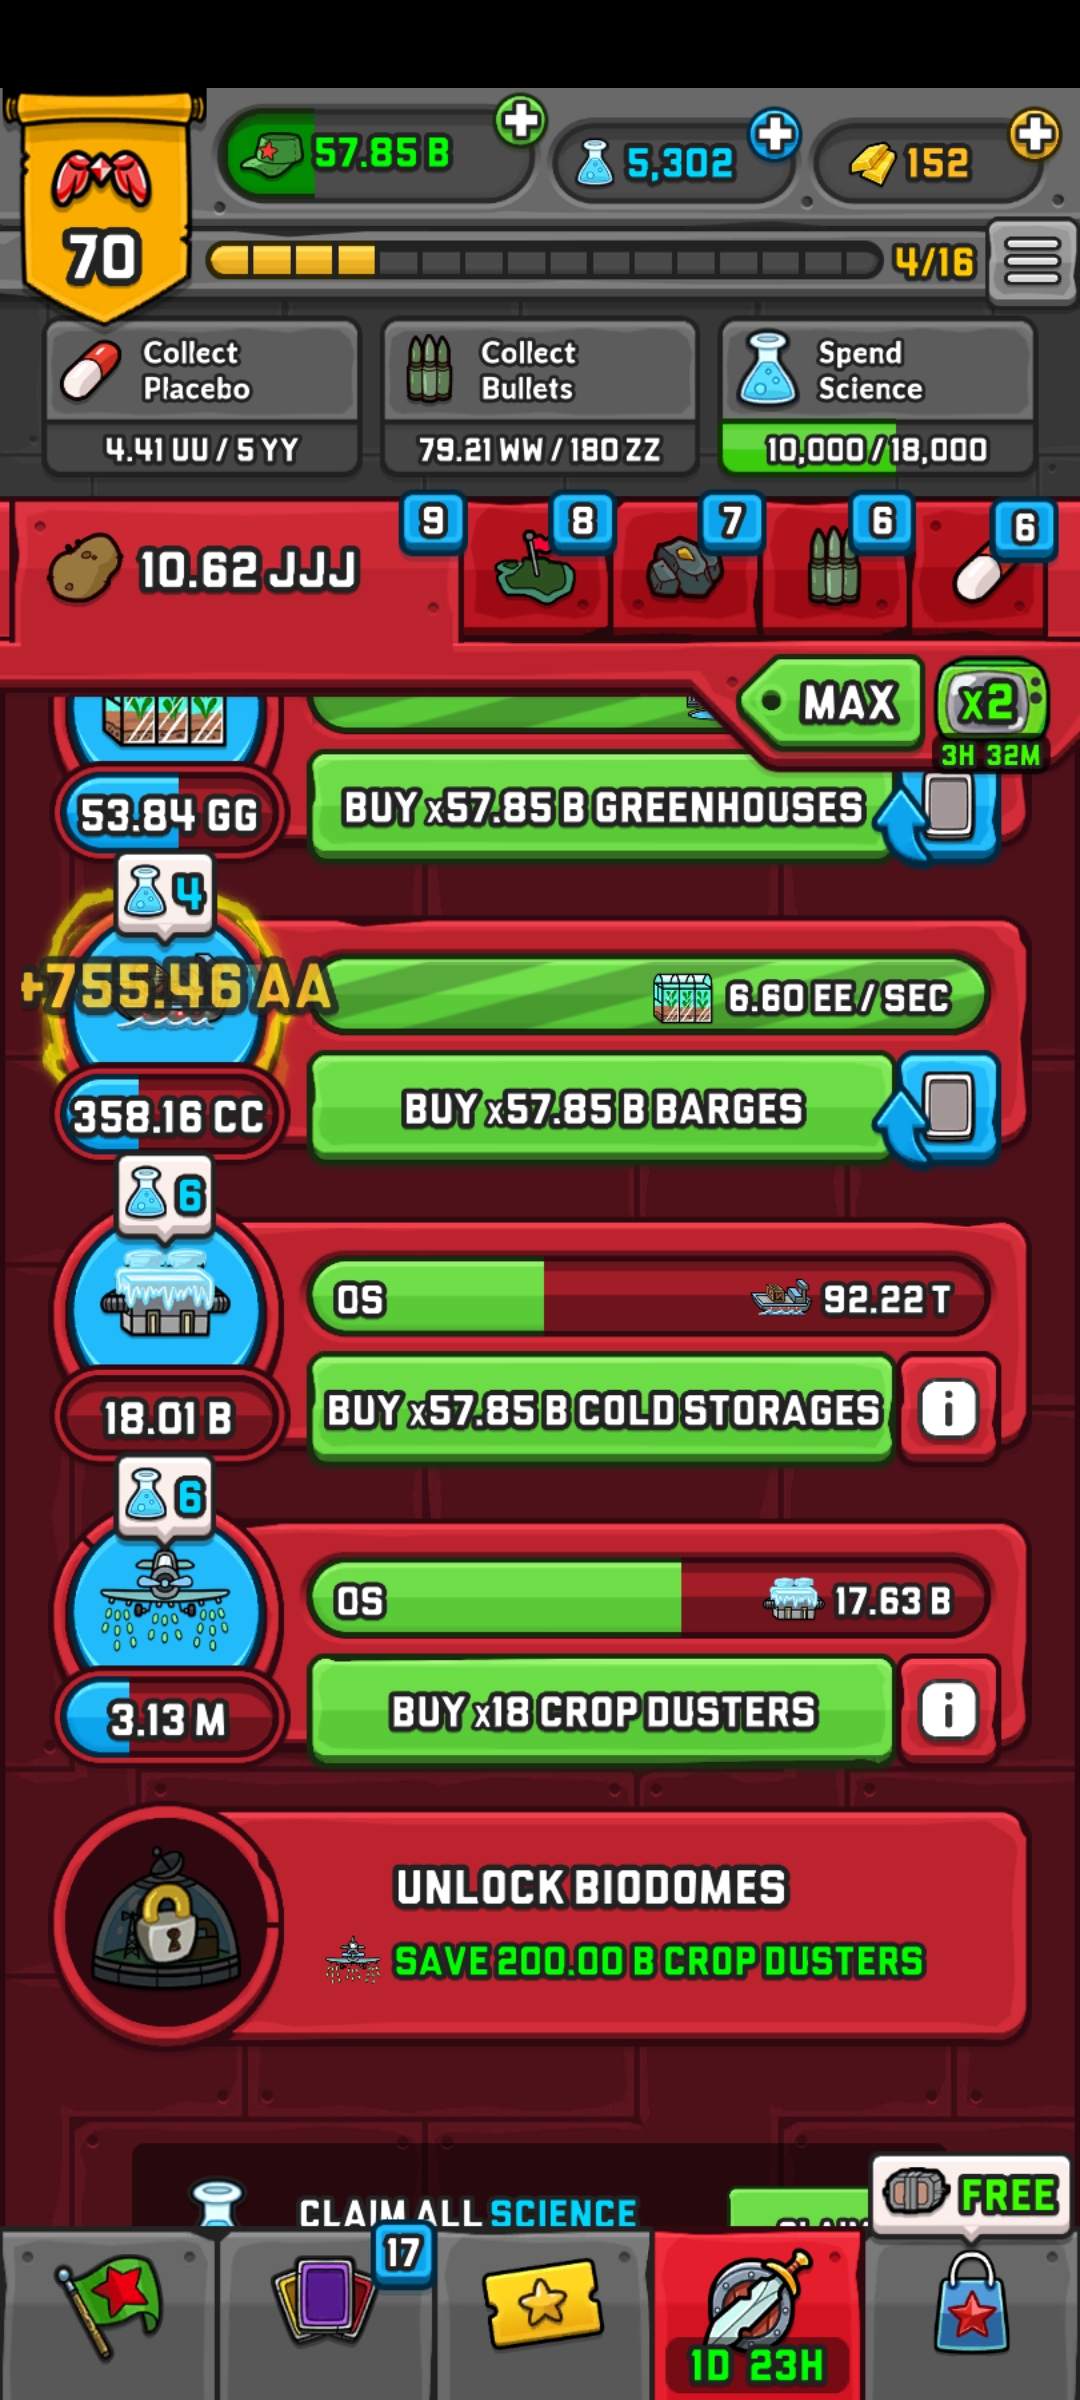 57.85 B
5,302
152
70
4/16
Collect
Placebo
4.41 UU / 5 YY
Collect
Bullets
79.21 WW / 180 ZZ
Spend
Science
10,000 / 18,000
10.62 JJJ
9
8
7
6
6
MAX
x2
3H 32M
53.84 GG
BUY x57.85 B GREENHOUSES
4
+755.46 AA
6.60 EE / SEC
358.16 CC
BUY x57.85 B BARGES
6
0S
92.22 T
18.01 B
BUY x57.85 B COLD STORAGES
i
6
0S
17.63 B
3.13 M
BUY x18 CROP DUSTERS
i
UNLOCK BIODOMES
SAVE 200.00 B CROP DUSTERS
CLAIM ALL SCIENCE
FREE
17
1D 23H